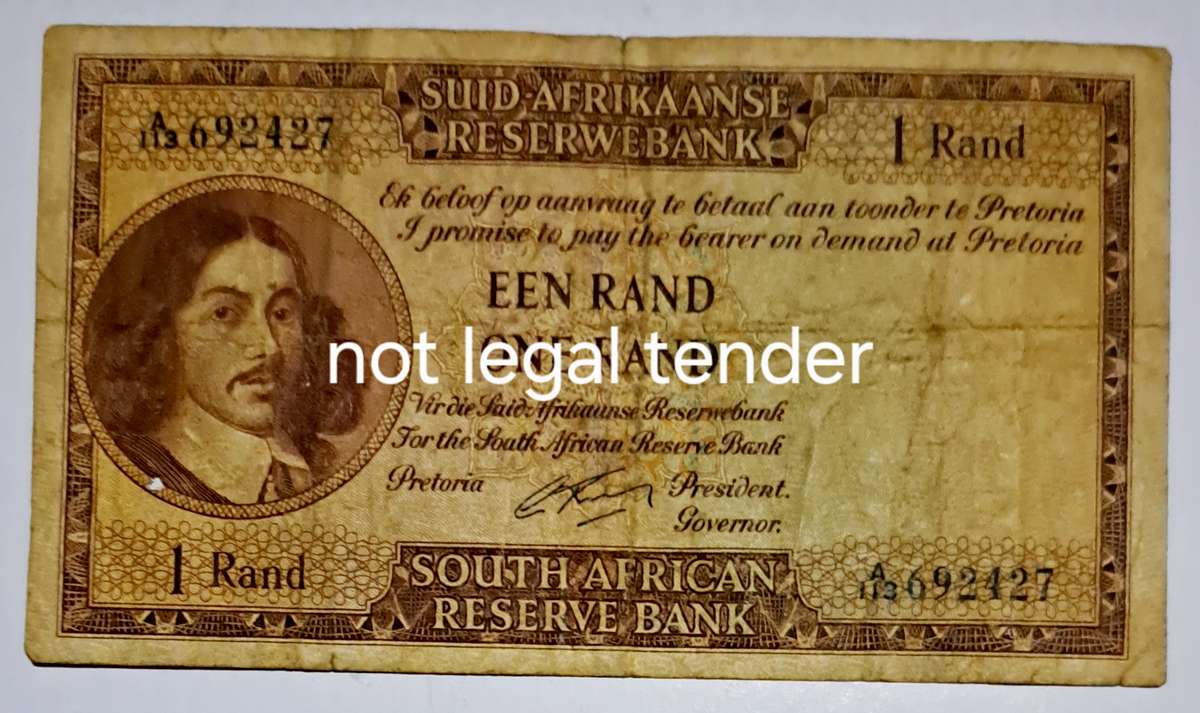 SUID-AFRIKAANSE
RESERWEBANK
A/113 692427
1 Rand
Ek beloof op aanvraag te betaal aan toonder te Pretoria
I promise to pay the bearer on demand at Pretoria
EEN RAND
ONE RAND
not legal tender
Vir die Suid-Afrikaanse Reserwebank
For the South African Reserve Bank
Pretoria
President.
Governor.
1 Rand
SOUTH AFRICAN
RESERVE BANK
A/113 692427